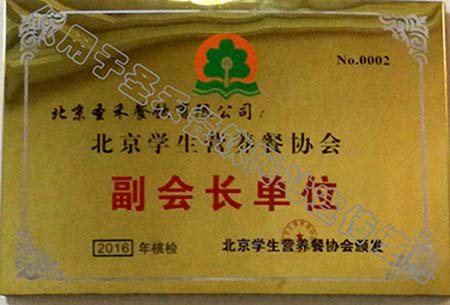 No.0002
北京圣禾餐饮有限公司：
北京学生营养餐协会
副会长单位
2016 年核检
北京学生营养餐协会颁发